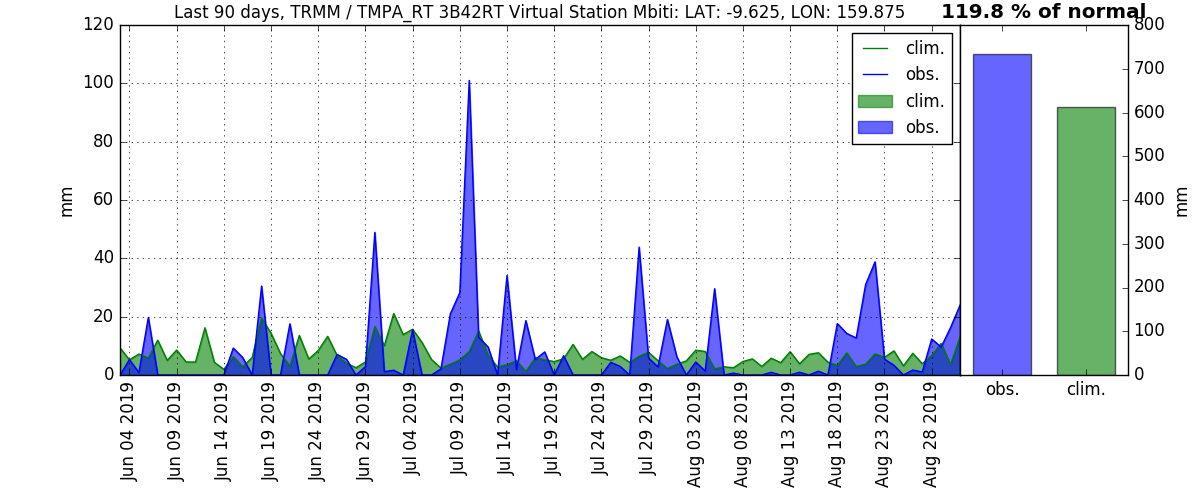 Last 90 days, TRMM / TMPA_RT 3B42RT Virtual Station Mbiti: LAT: -9.625, LON: 159.875
119.8 % of normal
120
100
80
60
40
20
0
mm
clim.
obs.
clim.
obs.
800
700
600
500
400
300
200
100
0
mm
obs.
clim.
Jun 04 2019
Jun 09 2019
Jun 14 2019
Jun 19 2019
Jun 24 2019
Jun 29 2019
Jul 04 2019
Jul 09 2019
Jul 14 2019
Jul 19 2019
Jul 24 2019
Jul 29 2019
Aug 03 2019
Aug 08 2019
Aug 13 2019
Aug 18 2019
Aug 23 2019
Aug 28 2019